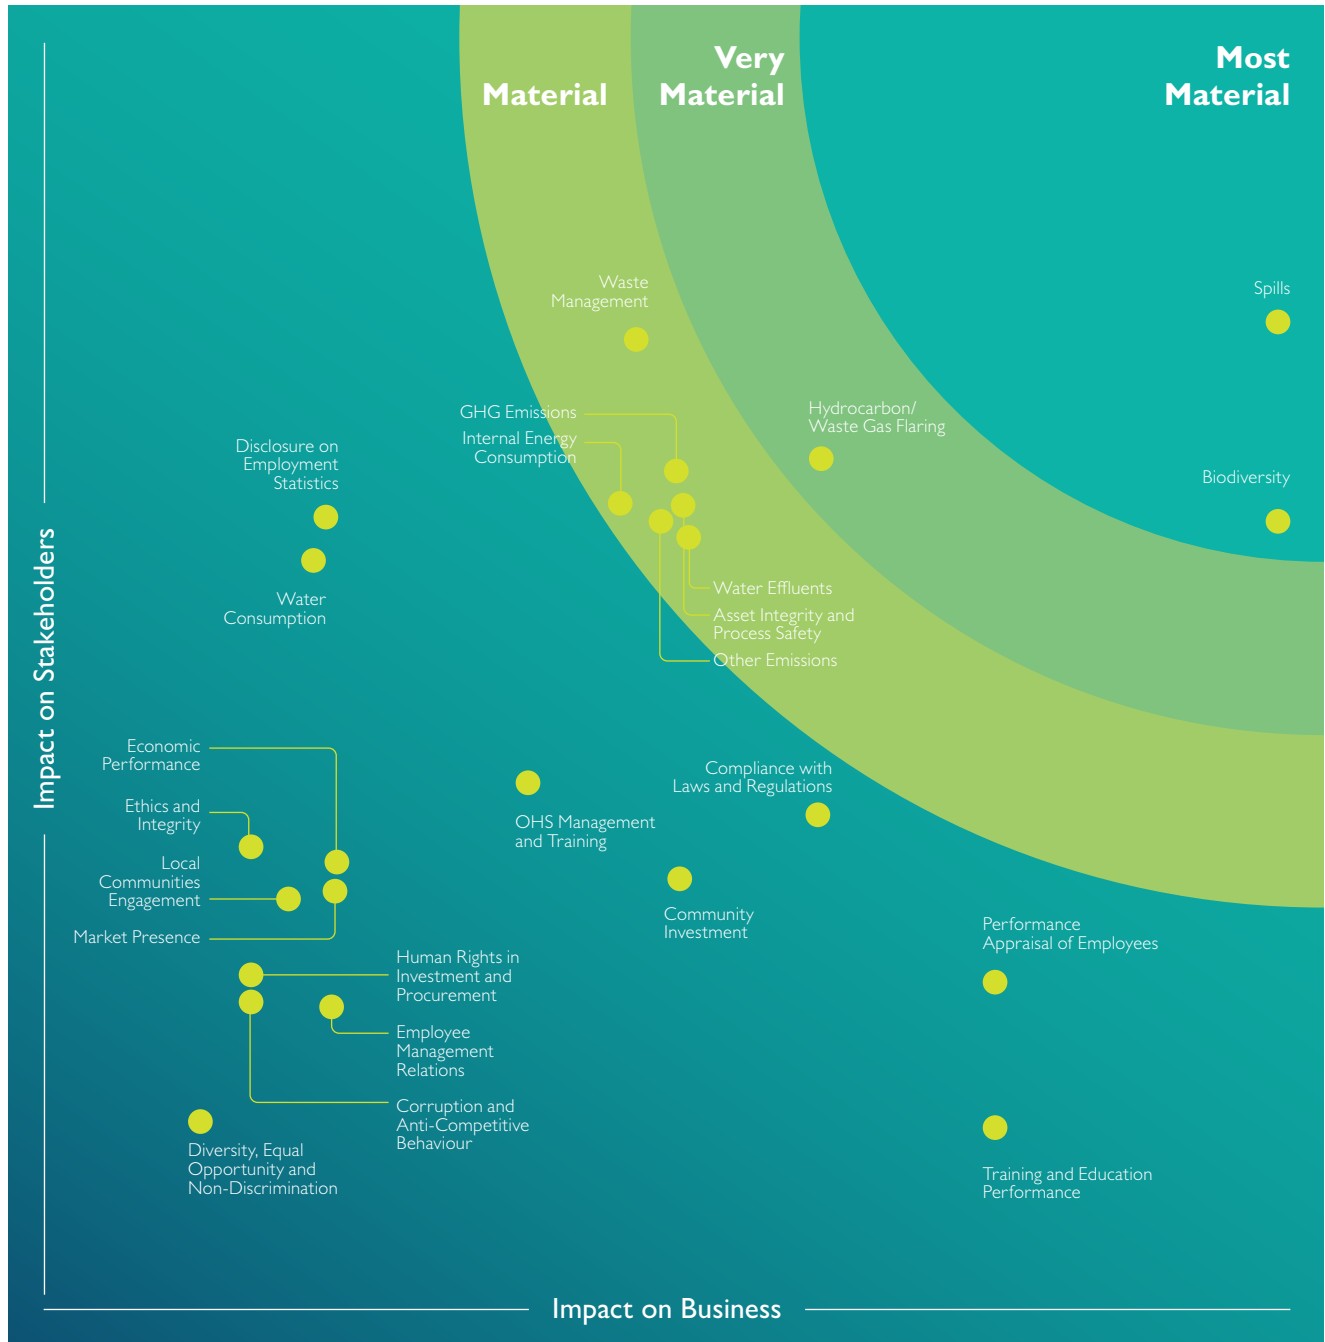 Very
Material
Material
Most
Material
Waste
Management
Spills
GHG Emissions
Internal Energy
Consumption
Hydrocarbon/
Waste Gas Flaring
Disclosure on
Employment
Statistics
Biodiversity
Water
Consumption
Water Effluents
Asset Integrity and
Process Safety
Other Emissions
Impact on Stakeholders
Economic
Performance
Ethics and
Integrity
Local
Communities
Engagement
Market Presence
OHS Management
and Training
Compliance with
Laws and Regulations
Community
Investment
Performance
Appraisal of Employees
Human Rights in
Investment and
Procurement
Employee
Management
Relations
Corruption and
Anti-Competitive
Behaviour
Diversity, Equal
Opportunity and
Non-Discrimination
Training and Education
Performance
Impact on Business